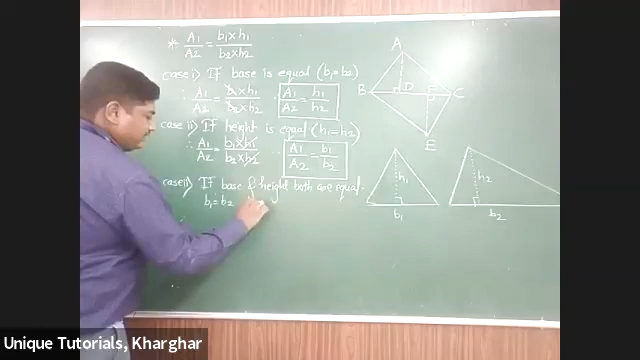 * A1/A2 = b1 x h1 / b2 x h2
case i) If base is equal (b1 = b2)
∴ A1/A2 = b1 x h1 / b2 x h2 ∴ A1/A2 = h1/h2
case ii) If height is equal (h1 = h2)
∴ A1/A2 = b1 x h1 / b2 x h2 ∴ A1/A2 = b1/b2
case iii) If base & height both are equal.
b1 = b2
A
B
D
F
C
E
h1
b1
h2
b2
Unique Tutorials, Kharghar